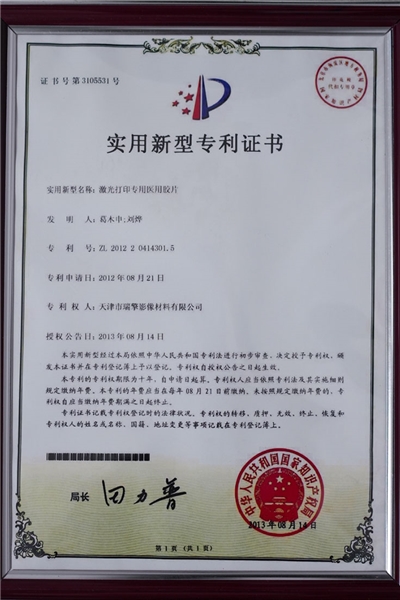 证书号第3105531号
实用新型专利证书
实用新型名称：激光打印专用医用胶片
发明人：葛木中;刘烨
专利号：ZL 2012 2 0414301.5
专利申请日：2012年08月21日
专利权人：天津市瑞擎影像材料有限公司
授权公告日：2013年08月14日
本实用新型经过本局依照中华人民共和国专利法进行初步审查，决定授予专利权，颁
发本证书并在专利登记簿上予以登记。专利权自授权公告之日起生效。
本专利的专利权期限为十年，自申请日起算。专利权人应当依照专利法及其实施细则
规定缴纳年费。本专利的年费应当在每年08月21日前缴纳。未按照规定缴纳年费的，专利
权自应当缴纳年费期满之日起终止。
专利证书记载专利权登记时的法律状况。专利权的转移、质押、无效、终止、恢复和
专利权人的姓名或名称、国籍、地址变更等事项记载在专利登记簿上。
局长 田力普
中华人民共和国国家知识产权局
2013年08月14日
第1页（共1页）